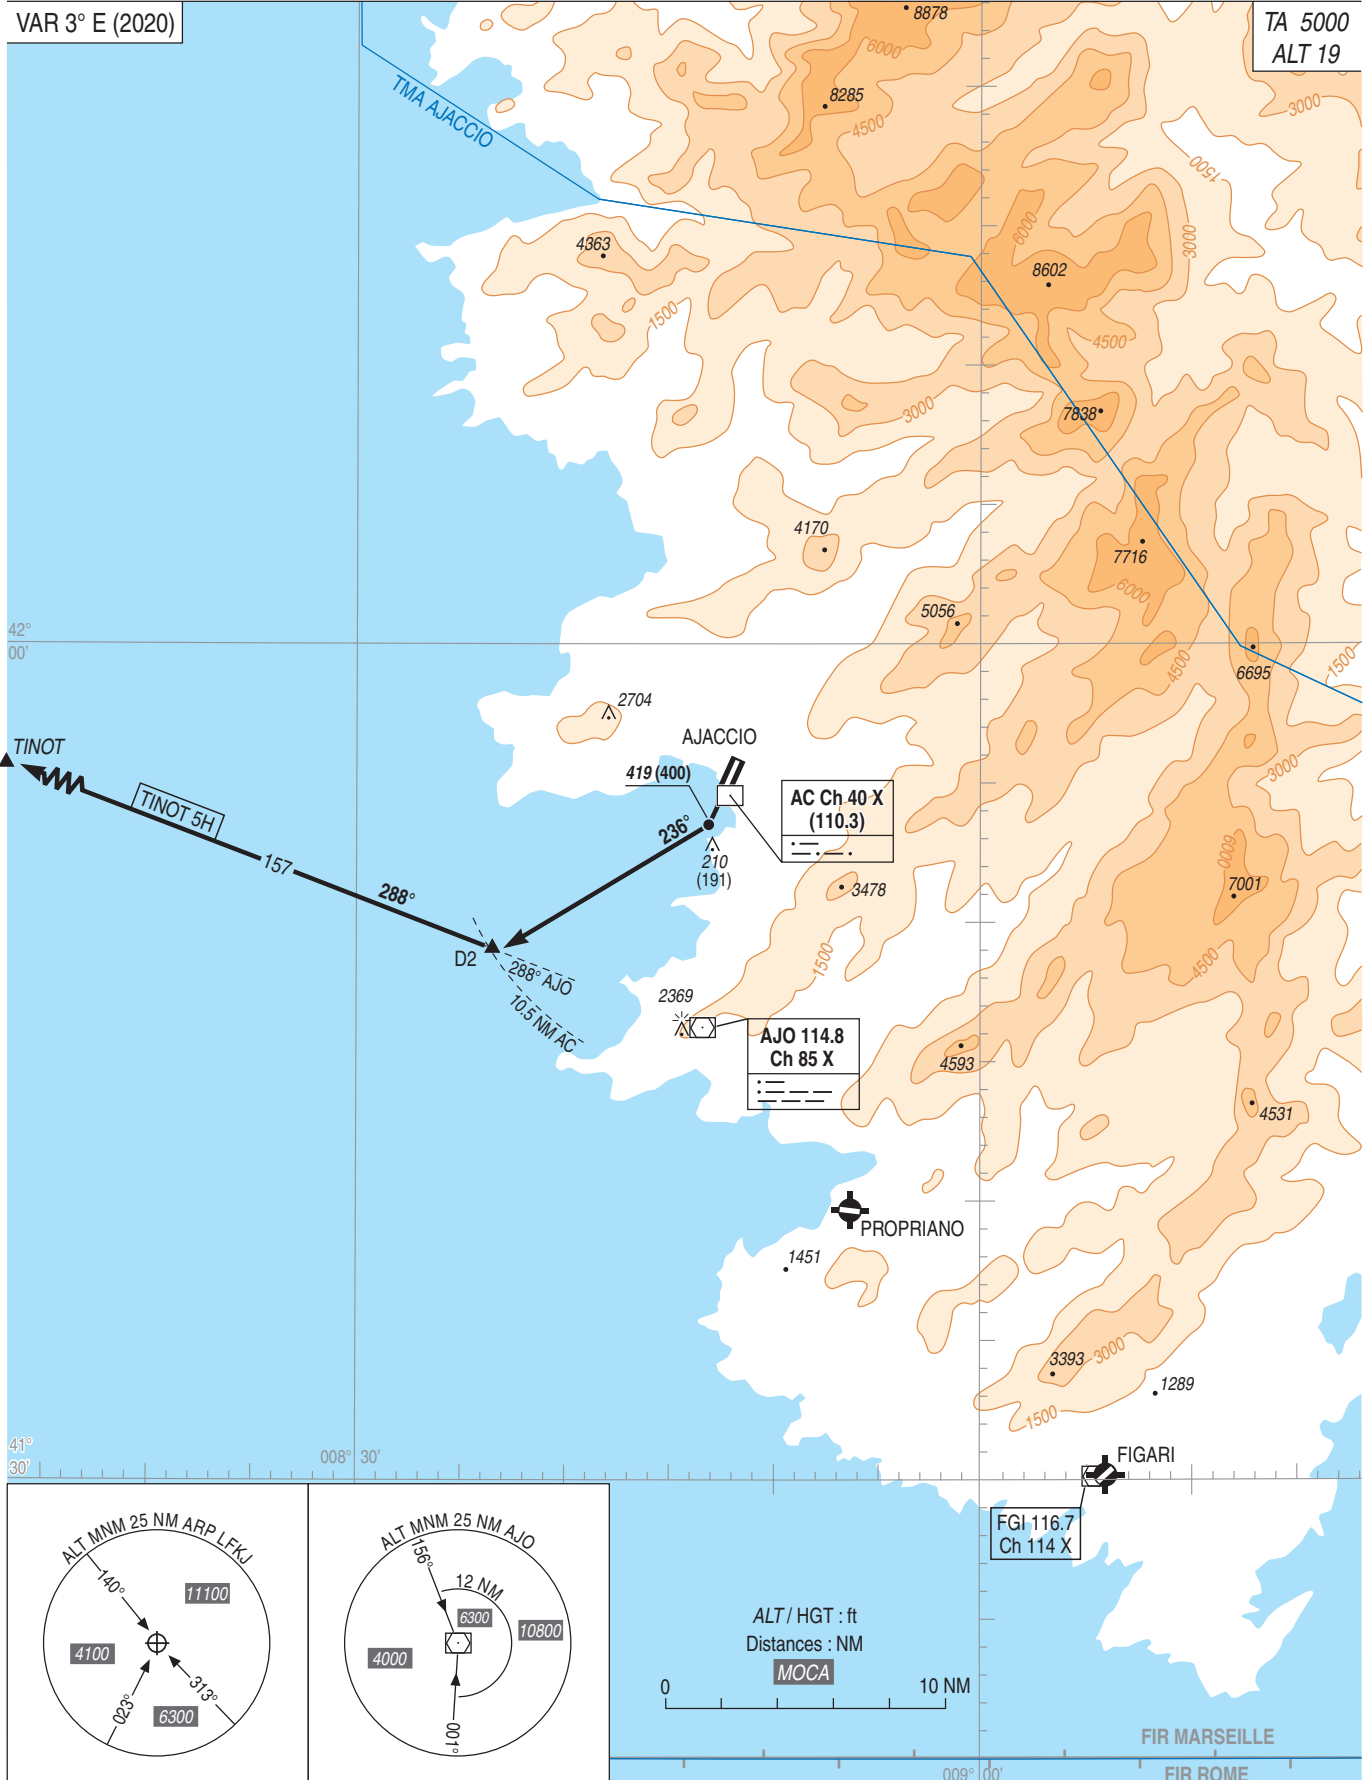 VAR 3° E (2020)
TA 5000
ALT 19
8878
6000
TMA AJACCIO
8285
4500
3000
1500
4363
6000
3000
8602
1500
4500
3000
7838
4170
7716
6000
5056
42°
00'
4500
6695
1500
2704
TINOT
AJACCIO
419 (400)
3000
AC Ch 40 X
(110.3)
TINOT 5H
236°
210
(191)
157
288°
3478
6000
7001
D2
288° AJO
10.5 NM AC
1500
4500
2369
AJO 114.8
Ch 85 X
4593
4531
PROPRIANO
1451
3393
3000
1289
1500
41°
30'
008° 30'
FIGARI
FGI 116.7
Ch 114 X
ALT MNM 25 NM ARP LFKJ
140°
11100
4100
023°
313°
6300
ALT MNM 25 NM AJO
156°
12 NM
6300
10800
4000
001°
ALT / HGT : ft
Distances : NM
MOCA
0
10 NM
FIR MARSEILLE
009° 00'
FIR ROME